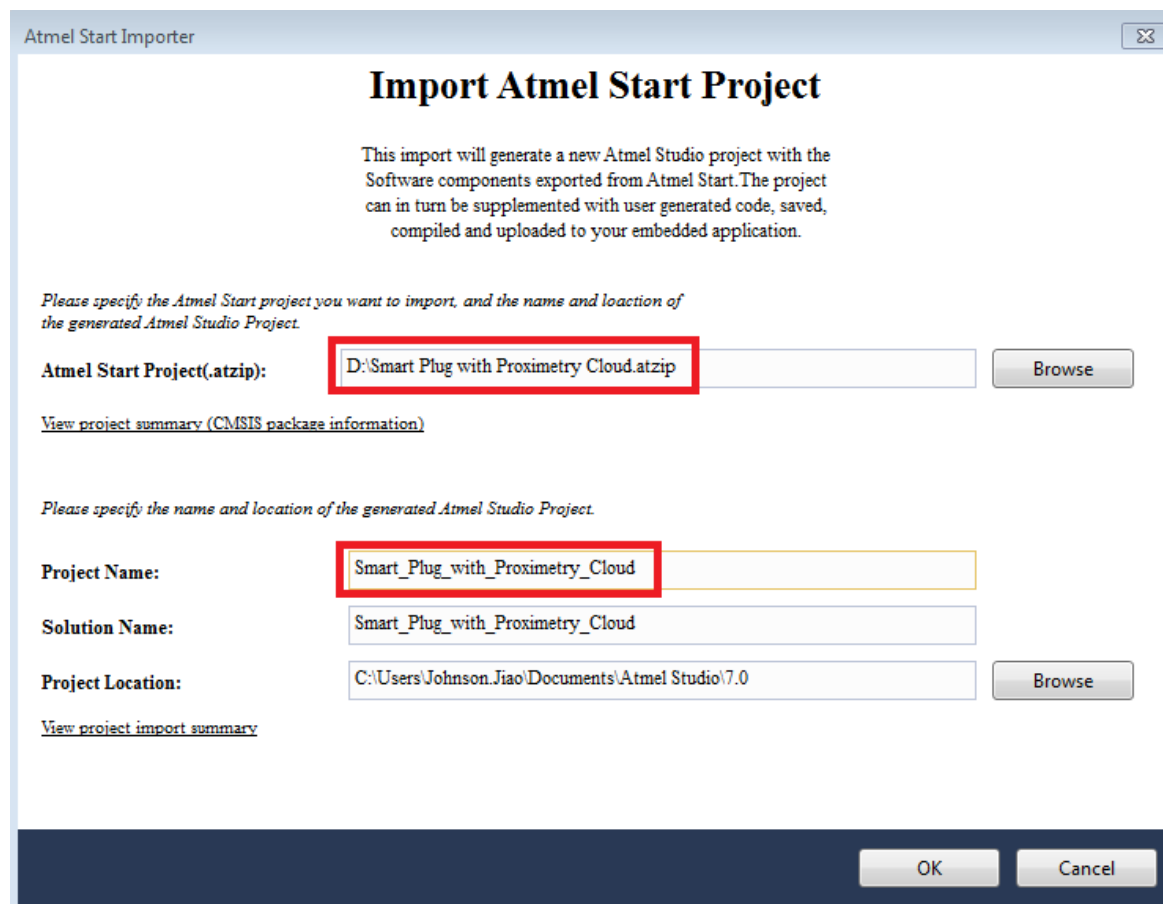 Atmel Start Importer
Import Atmel Start Project
This import will generate a new Atmel Studio project with the
Software components exported from Atmel Start.The project
can in turn be supplemented with user generated code, saved,
compiled and uploaded to your embedded application.
Please specify the Atmel Start project you want to import, and the name and loaction of
the generated Atmel Studio Project.
Atmel Start Project(.atzip): D:\Smart Plug with Proximetry Cloud.atzip Browse
View project summary (CMSIS package information)
Please specify the name and location of the generated Atmel Studio Project.
Project Name: Smart_Plug_with_Proximetry_Cloud
Solution Name: Smart_Plug_with_Proximetry_Cloud
Project Location: C:\Users\Johnson.Jiao\Documents\Atmel Studio\7.0 Browse
View project import summary
OK Cancel